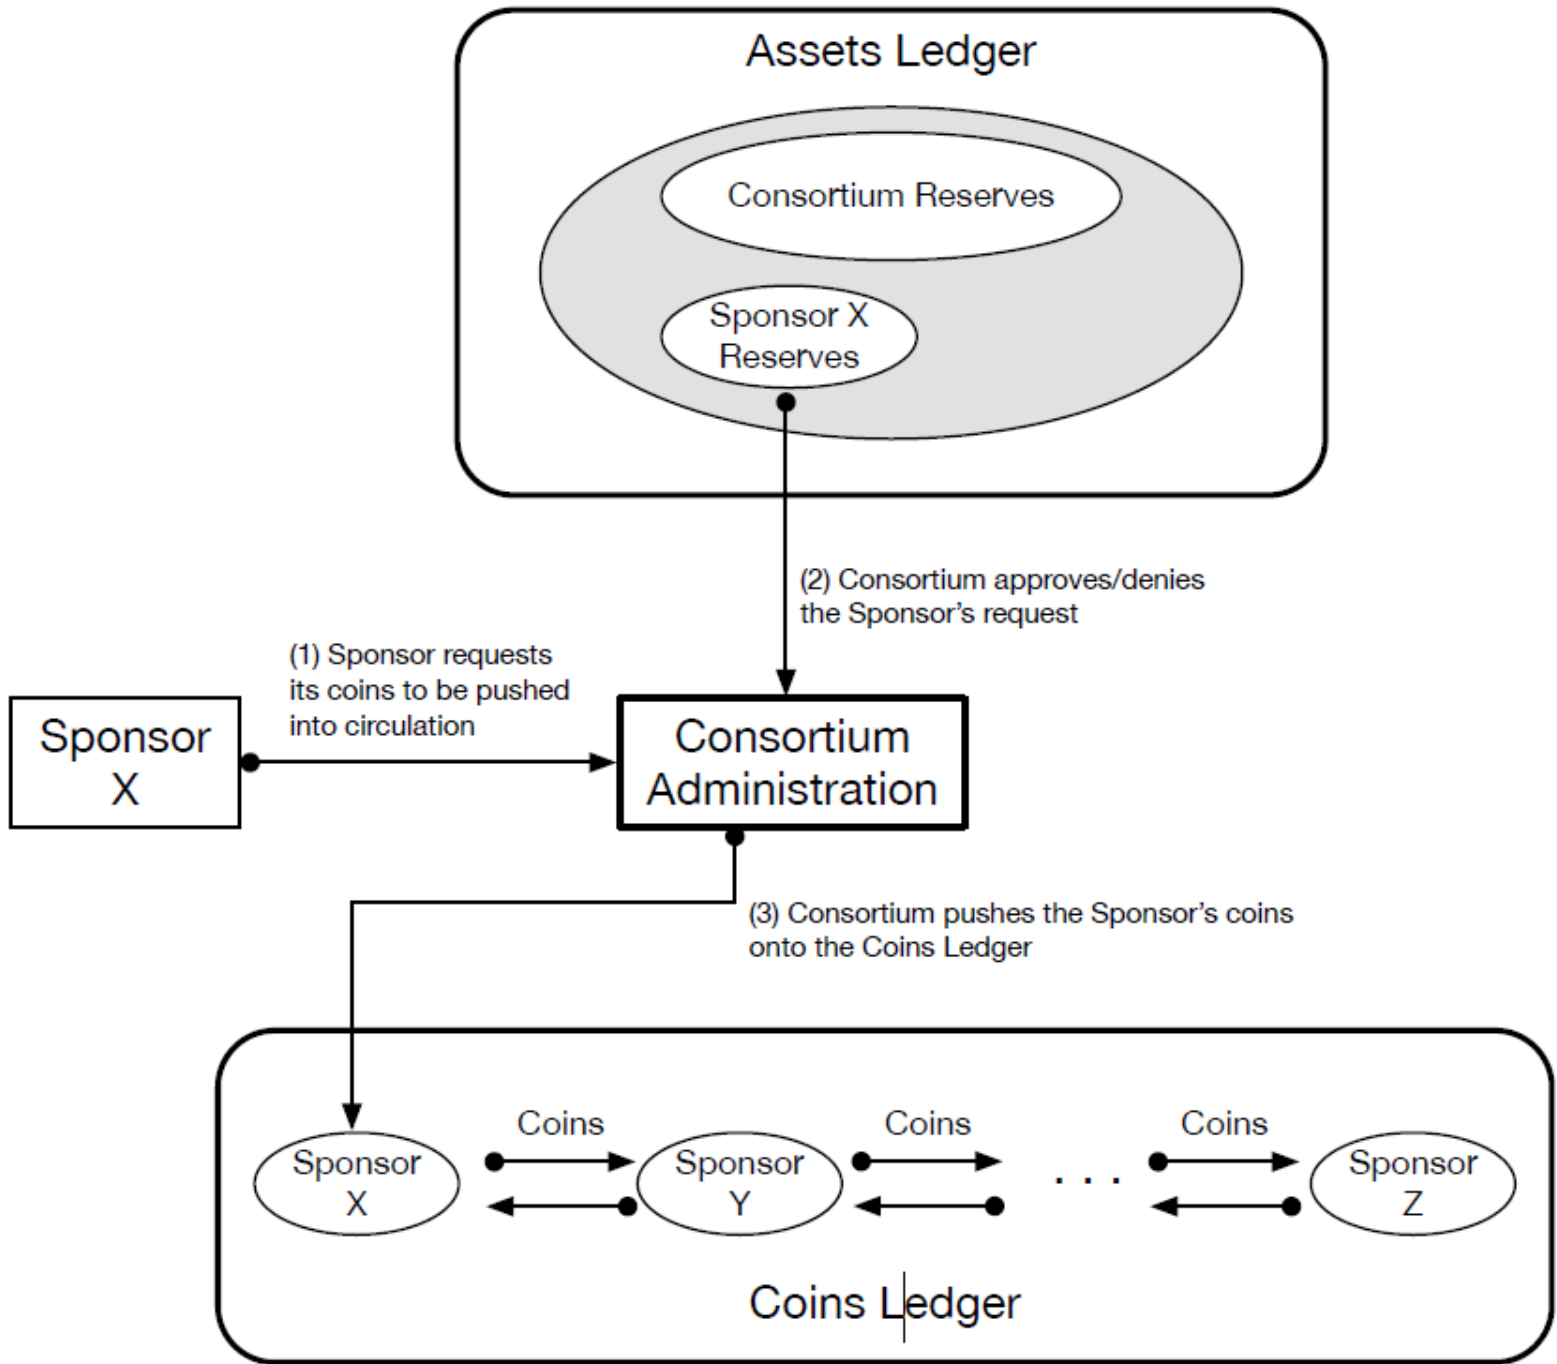 Assets Ledger
Consortium Reserves
Sponsor X
Reserves
(2) Consortium approves/denies
the Sponsor's request
(1) Sponsor requests
its coins to be pushed
into circulation
Sponsor
X
Consortium
Administration
(3) Consortium pushes the Sponsor's coins
onto the Coins Ledger
Coins
Coins
Coins
Sponsor
X
Sponsor
Y
. . .
Sponsor
Z
Coins Ledger